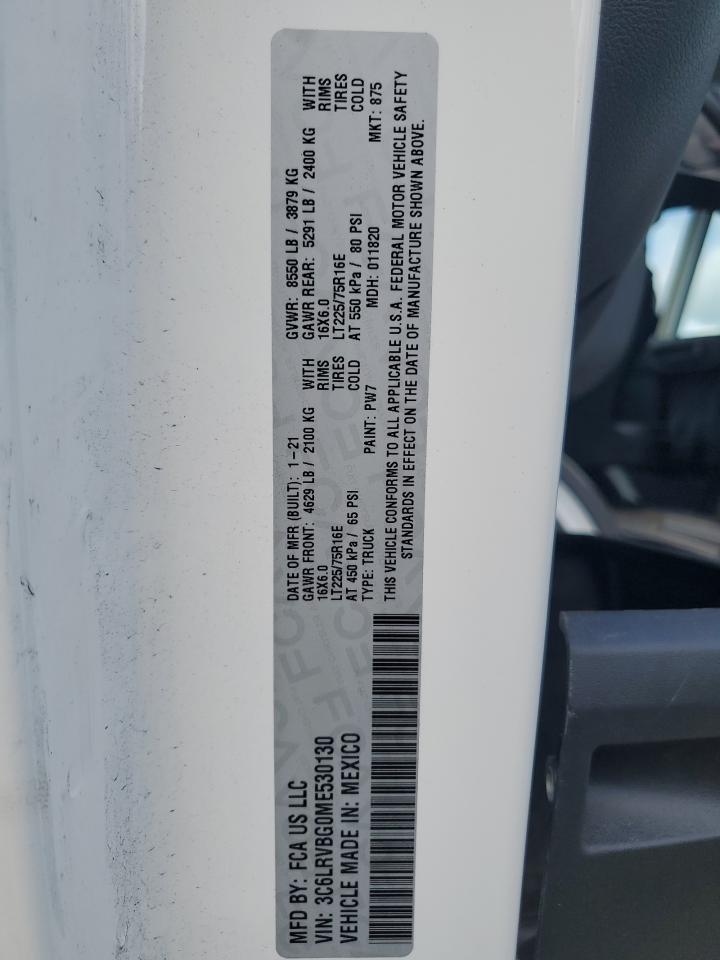 MFD BY: FCA US LLC
VIN: 3C6LRVBG0ME530130
VEHICLE MADE IN: MEXICO
DATE OF MFR (BUILT): 1-21 GVWR: 8550 LB / 3879 KG
GAWR FRONT: 4629 LB / 2100 KG WITH GAWR REAR: 5291 LB / 2400 KG WITH
16X6.0 RIMS 16X6.0 RIMS
LT225/75R16E TIRES LT225/75R16E TIRES
AT 450 kPa / 65 PSI COLD AT 550 kPa / 80 PSI COLD
TYPE: TRUCK PAINT: PW7 MDH: 011820 MKT: 875
THIS VEHICLE CONFORMS TO ALL APPLICABLE U.S.A. FEDERAL MOTOR VEHICLE SAFETY
STANDARDS IN EFFECT ON THE DATE OF MANUFACTURE SHOWN ABOVE.